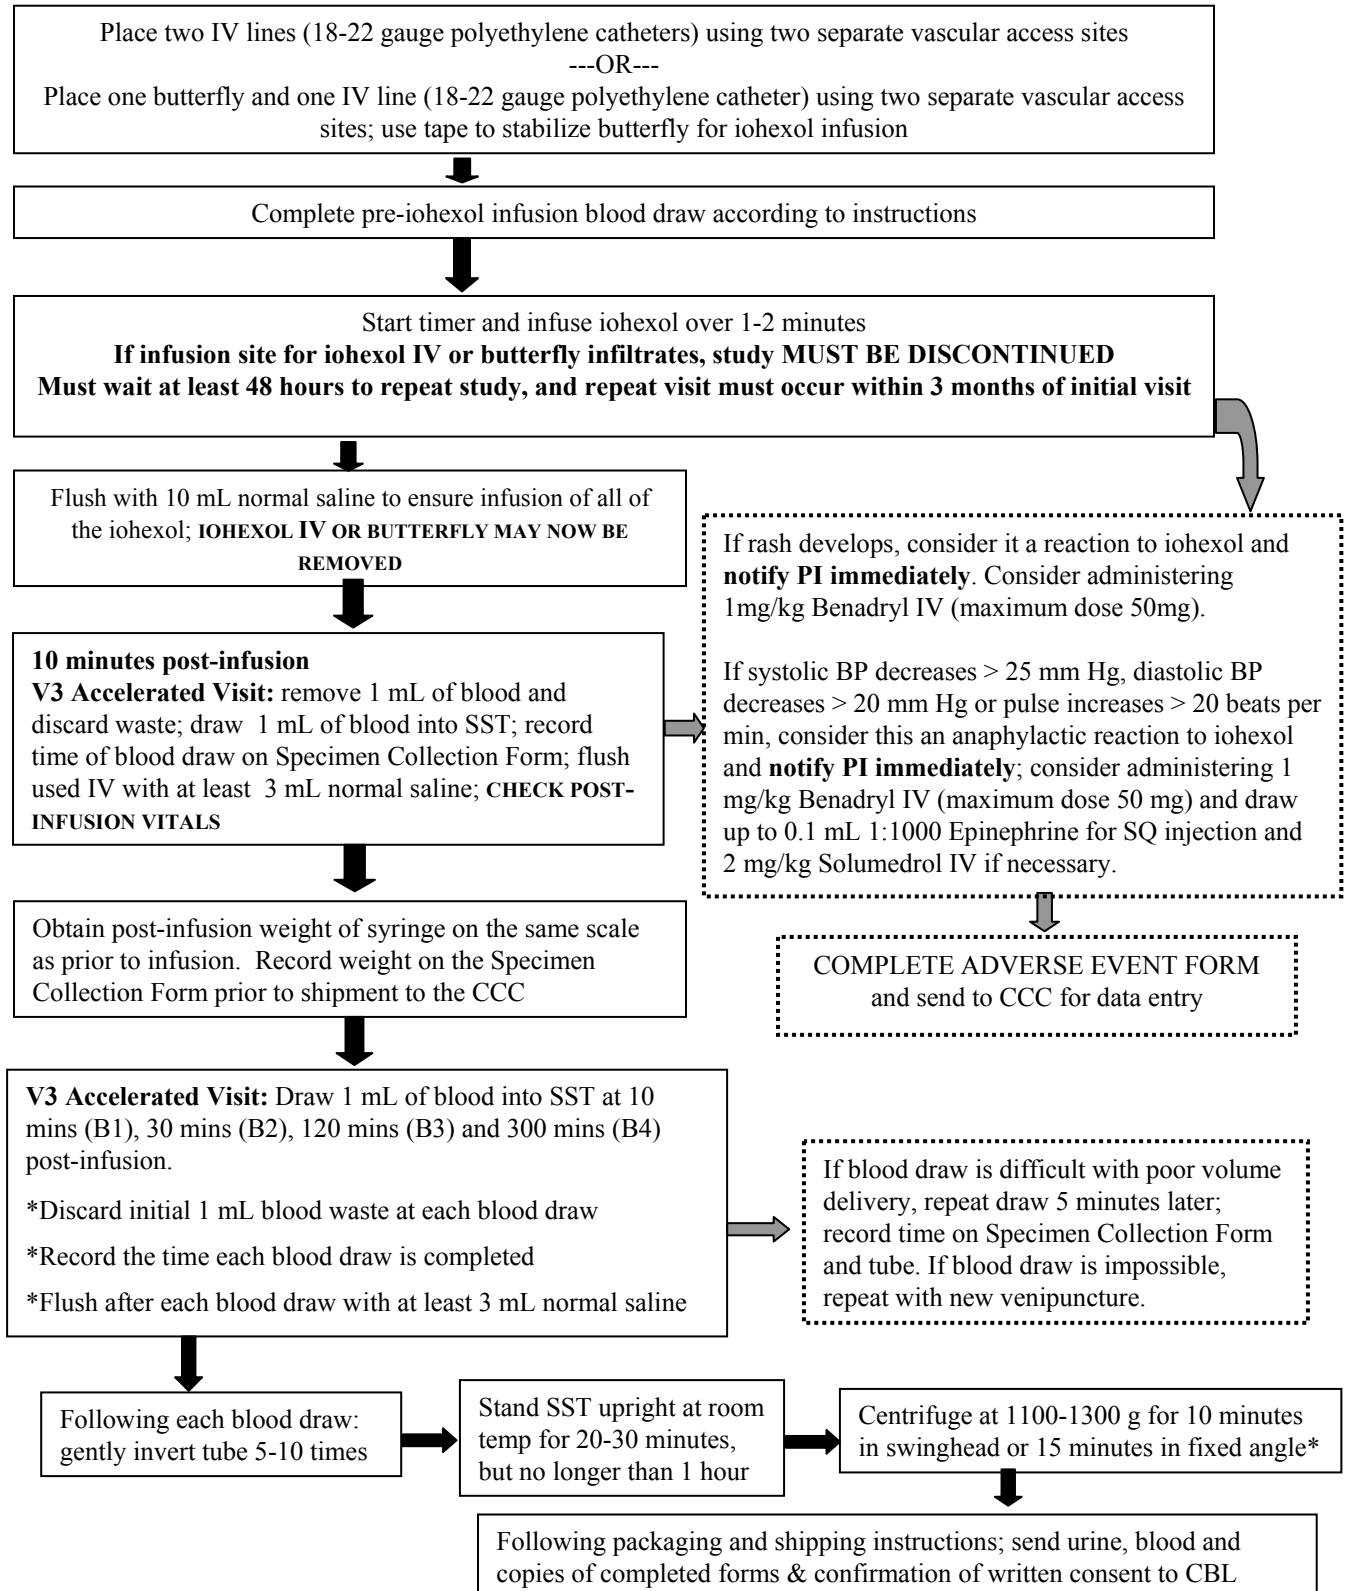 Place two IV lines (18-22 gauge polyethylene catheters) using two separate vascular access sites
---OR---
Place one butterfly and one IV line (18-22 gauge polyethylene catheter) using two separate vascular access
sites; use tape to stabilize butterfly for iohexol infusion
Complete pre-iohexol infusion blood draw according to instructions
Start timer and infuse iohexol over 1-2 minutes
If infusion site for iohexol IV or butterfly infiltrates, study MUST BE DISCONTINUED
Must wait at least 48 hours to repeat study, and repeat visit must occur within 3 months of initial visit
Flush with 10 mL normal saline to ensure infusion of all of
the iohexol; IOHEXOL IV OR BUTTERFLY MAY NOW BE
REMOVED
If rash develops, consider it a reaction to iohexol and
notify PI immediately. Consider administering
1mg/kg Benadryl IV (maximum dose 50mg).
If systolic BP decreases > 25 mm Hg, diastolic BP
decreases > 20 mm Hg or pulse increases > 20 beats per
min, consider this an anaphylactic reaction to iohexol
and notify PI immediately; consider administering 1
mg/kg Benadryl IV (maximum dose 50 mg) and draw
up to 0.1 mL 1:1000 Epinephrine for SQ injection and
2 mg/kg Solumedrol IV if necessary.
10 minutes post-infusion
V3 Accelerated Visit: remove 1 mL of blood and
discard waste; draw 1 mL of blood into SST; record
time of blood draw on Specimen Collection Form; flush
used IV with at least 3 mL normal saline; CHECK POST-
INFUSION VITALS
Obtain post-infusion weight of syringe on the same scale
as prior to infusion. Record weight on the Specimen
Collection Form prior to shipment to the CCC
COMPLETE ADVERSE EVENT FORM
and send to CCC for data entry
V3 Accelerated Visit: Draw 1 mL of blood into SST at 10
mins (B1), 30 mins (B2), 120 mins (B3) and 300 mins (B4)
post-infusion.
*Discard initial 1 mL blood waste at each blood draw
*Record the time each blood draw is completed
*Flush after each blood draw with at least 3 mL normal saline
If blood draw is difficult with poor volume
delivery, repeat draw 5 minutes later;
record time on Specimen Collection Form
and tube. If blood draw is impossible,
repeat with new venipuncture.
Following each blood draw:
gently invert tube 5-10 times
Stand SST upright at room
temp for 20-30 minutes,
but no longer than 1 hour
Centrifuge at 1100-1300 g for 10 minutes
in swinghead or 15 minutes in fixed angle*
Following packaging and shipping instructions; send urine, blood and
copies of completed forms & confirmation of written consent to CBL